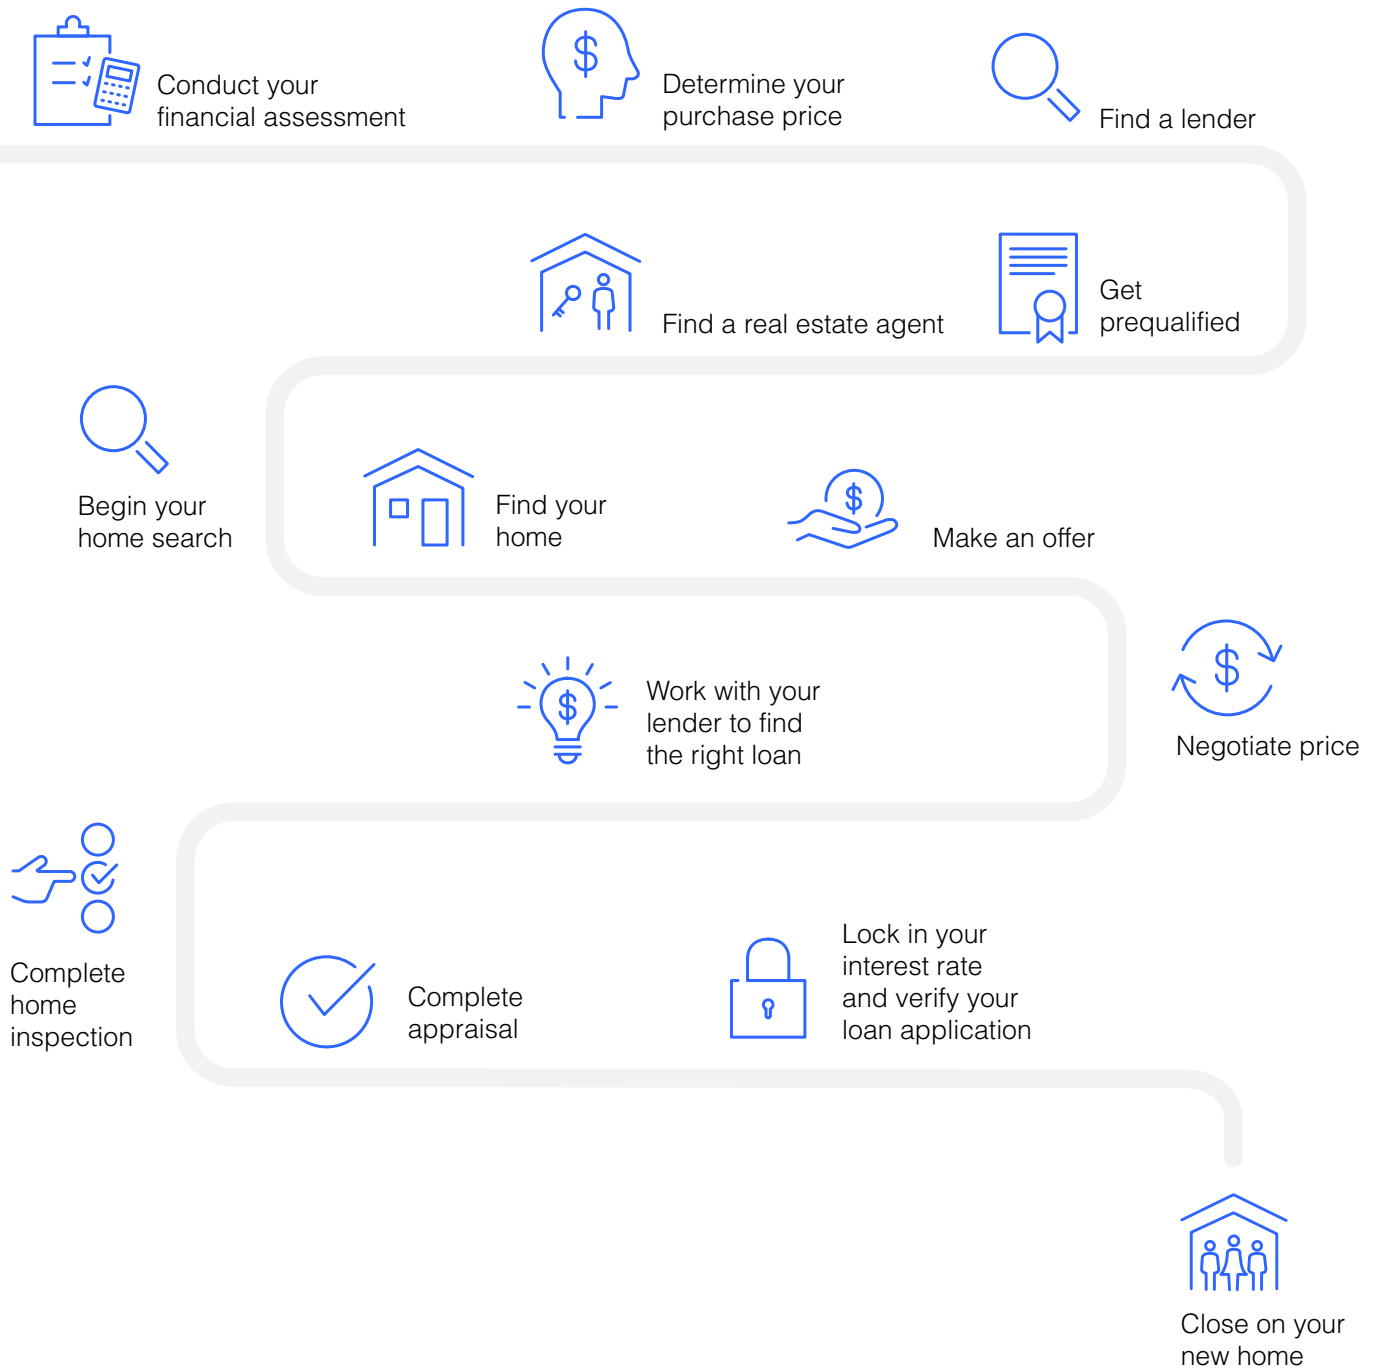 Conduct your
financial assessment
Determine your
purchase price
Find a lender
Get
prequalified
Find a real estate agent
Begin your
home search
Find your
home
Make an offer
Negotiate price
Work with your
lender to find
the right loan
Complete
home
inspection
Complete
appraisal
Lock in your
interest rate
and verify your
loan application
Close on your
new home